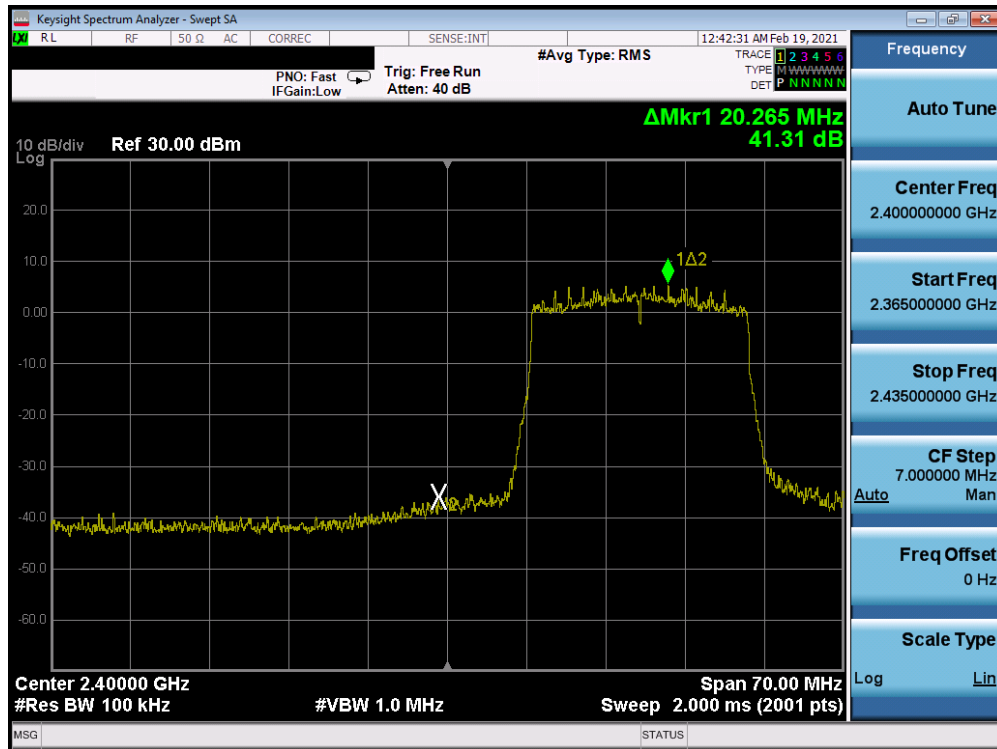 Keysight Spectrum Analyzer - Swept SA
LXI RL RF 50 Ω AC CORREC SENSE:INT 12:42:31 AM Feb 19, 2021
PNO: Fast
IFGain:Low
Trig: Free Run
Atten: 40 dB
#Avg Type: RMS
TRACE 1 2 3 4 5 6
TYPE M W W W W W
DET P N N N N N
ΔMkr1 20.265 MHz
41.31 dB
10 dB/div
Log
Ref 30.00 dBm
20.0
10.0
0.00
-10.0
-20.0
-30.0
-40.0
-50.0
-60.0
1Δ2
X2
Center 2.40000 GHz
#Res BW 100 kHz
#VBW 1.0 MHz
Span 70.00 MHz
Sweep 2.000 ms (2001 pts)
MSG
STATUS
Frequency
Auto Tune
Center Freq
2.400000000 GHz
Start Freq
2.365000000 GHz
Stop Freq
2.435000000 GHz
CF Step
7.000000 MHz
Auto Man
Freq Offset
0 Hz
Scale Type
Log Lin